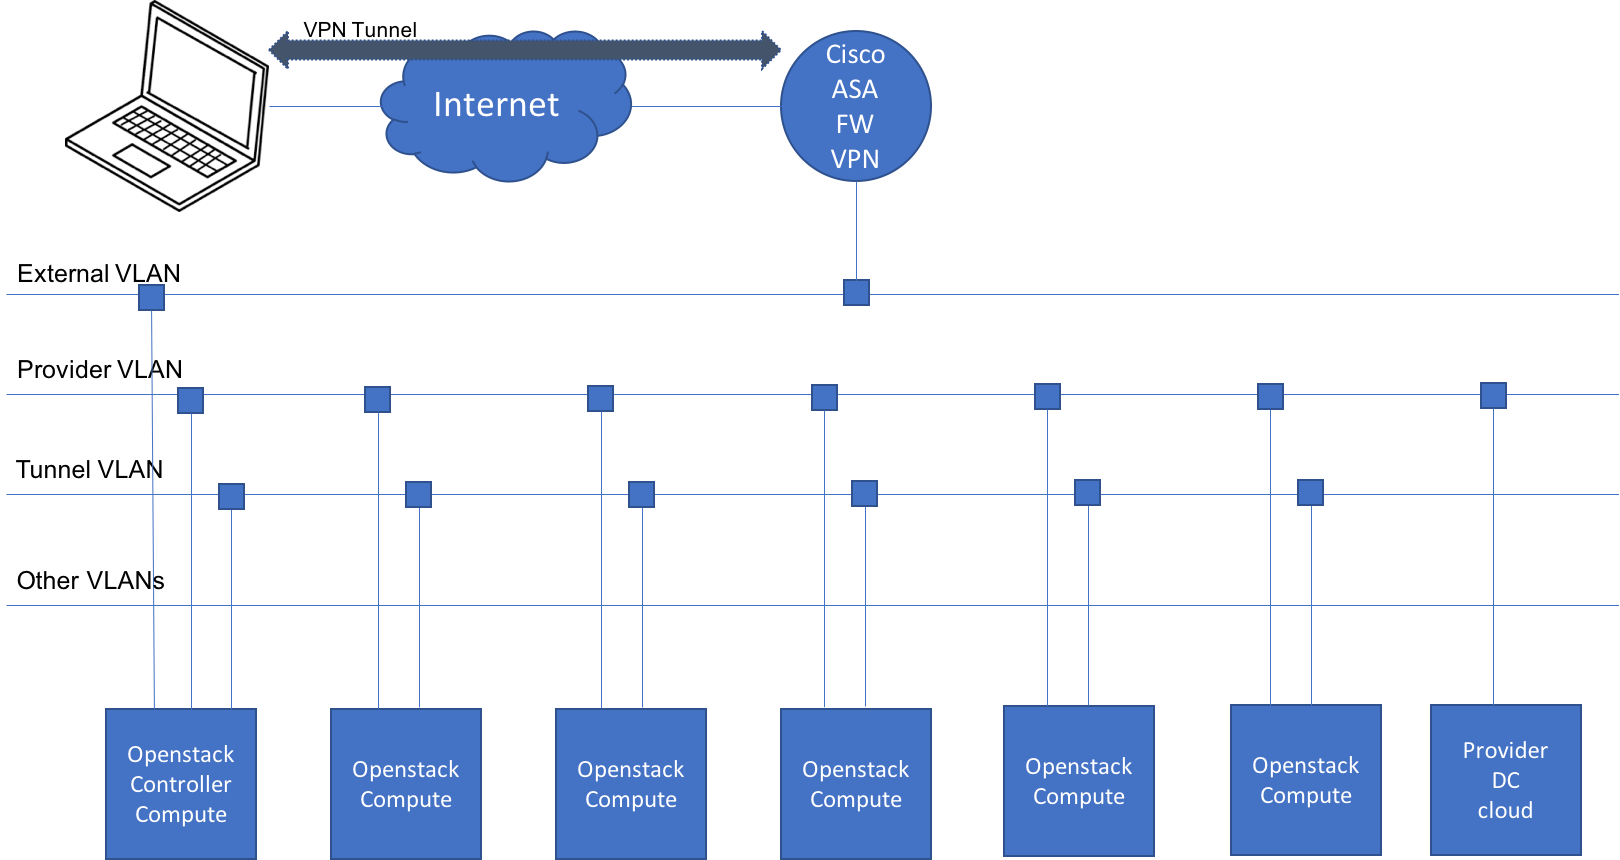 VPN Tunnel
Internet
Cisco
ASA
FW
VPN
External VLAN
Provider VLAN
Tunnel VLAN
Other VLANs
Openstack
Controller
Compute
Openstack
Compute
Openstack
Compute
Openstack
Compute
Openstack
Compute
Openstack
Compute
Provider
DC
cloud